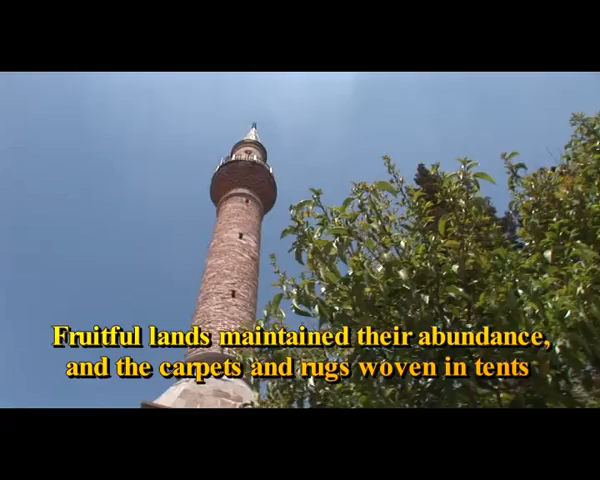 Fruitful lands maintained their abundance,
and the carpets and rugs woven in tents